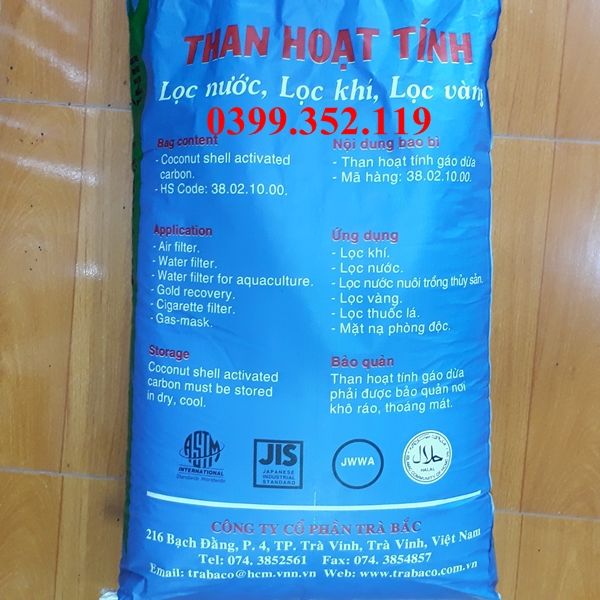 THAN HOẠT TÍNH
Lọc nước, Lọc khí, Lọc vàng
0399.352.119
Bag content
- Coconut shell activated
carbon.
- HS Code: 38.02.10.00.
Nội dung bao bì
- Than hoạt tính gáo dừa
- Mã hàng: 38.02.10.00.
Application
- Air filter.
- Water filter.
- Water filter for aquaculture.
- Gold recovery.
- Cigarette filter.
- Gas-mask.
Ứng dụng
- Lọc khí.
- Lọc nước.
- Lọc nước nuôi trồng thủy sản.
- Lọc vàng.
- Lọc thuốc lá.
- Mặt nạ phòng độc.
Storage
Coconut shell activated
carbon must be stored
in dry, cool.
Bảo quản
Than hoạt tính gáo dừa
phải được bảo quản nơi
khô ráo, thoáng mát.
ASTM
INTERNATIONAL
Standards Worldwide
JIS
JAPANESE
INDUSTRIAL
STANDARD
JWWA
حلال
HALAL
CÔNG TY CỔ PHẦN TRÀ BẮC
216 Bạch Đằng, P. 4, TP. Trà Vinh, Trà Vinh, Việt Nam
Tel: 074. 3852561 Fax: 074. 3854857
Email: trabaco@hcm.vnn.vn Web: www.trabaco.com.vn